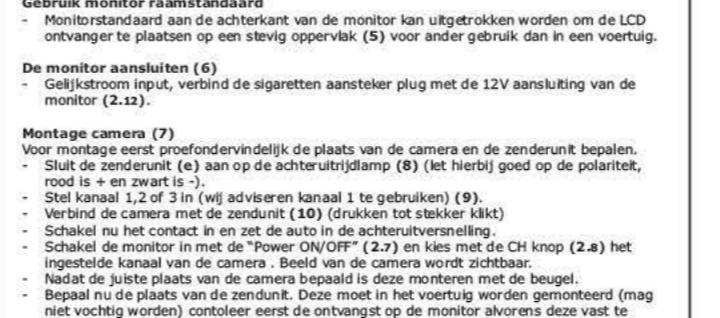 Gebruik monitor raamstandaard
- Monitorstandaard aan de achterkant van de monitor kan uitgetrokken worden om de LCD
ontvanger te plaatsen op een stevig oppervlak (5) voor ander gebruik dan in een voertuig.
De monitor aansluiten (6)
- Gelijkstroom input, verbind de sigaretten aansteker plug met de 12V aansluiting van de
monitor (2.12).
Montage camera (7)
Voor montage eerst proefondervindelijk de plaats van de camera en de zenderunit bepalen.
- Sluit de zenderunit (e) aan op de achteruitrijdlamp (8) (let hierbij goed op de polariteit,
rood is + en zwart is -).
- Stel kanaal 1,2 of 3 in (wij adviseren kanaal 1 te gebruiken) (9).
- Verbind de camera met de zendunit (10) (drukken tot stekker klikt)
- Schakel nu het contact in en zet de auto in de achteruitversnelling.
- Schakel de monitor in met de "Power ON/OFF" (2.7) en kies met de CH knop (2.8) het
ingestelde kanaal van de camera . Beeld van de camera wordt zichtbaar.
- Nadat de juiste plaats van de camera bepaald is deze monteren met de beugel.
- Bepaal nu de plaats van de zendunit. Deze moet in het voertuig worden gemonteerd (mag
niet vochtig worden) contoleer eerst de ontvangst op de monitor alvorens deze vast te